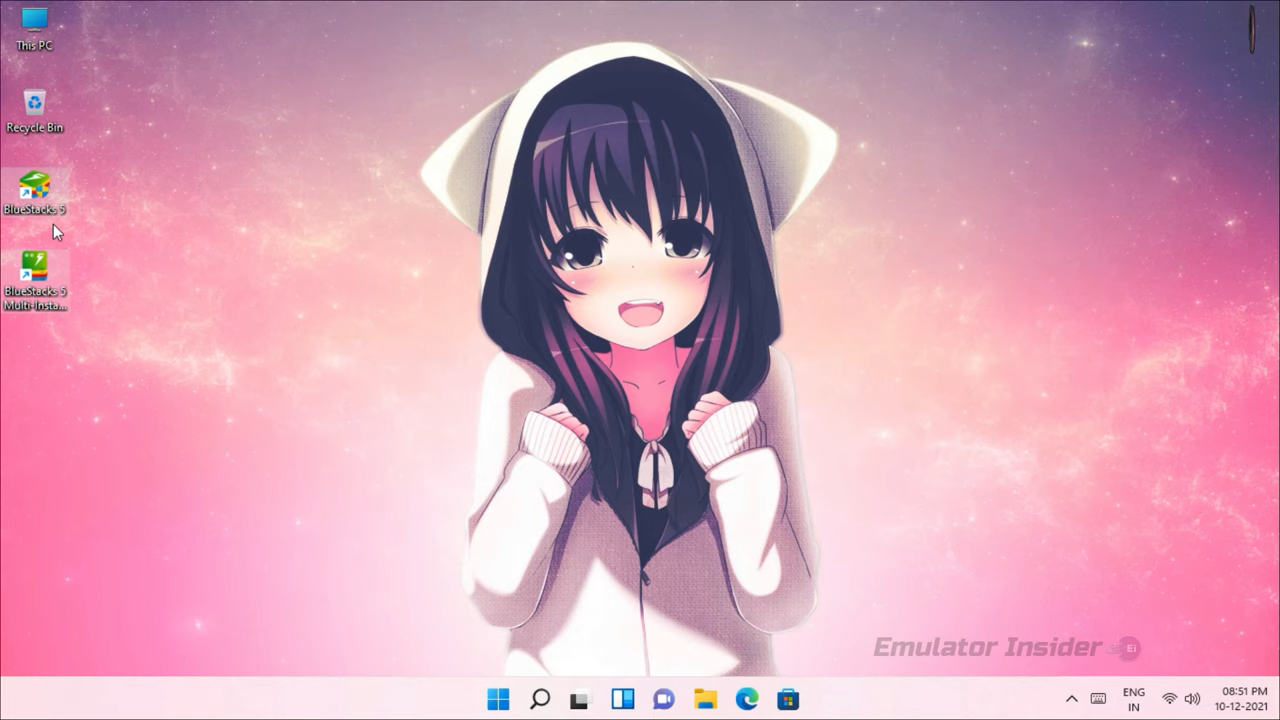 This PC
Recycle Bin
BlueStacks 5
BlueStacks 5
Multi-Insta...
Emulator Insider Ei
ENG
IN
08:51 PM
10-12-2021